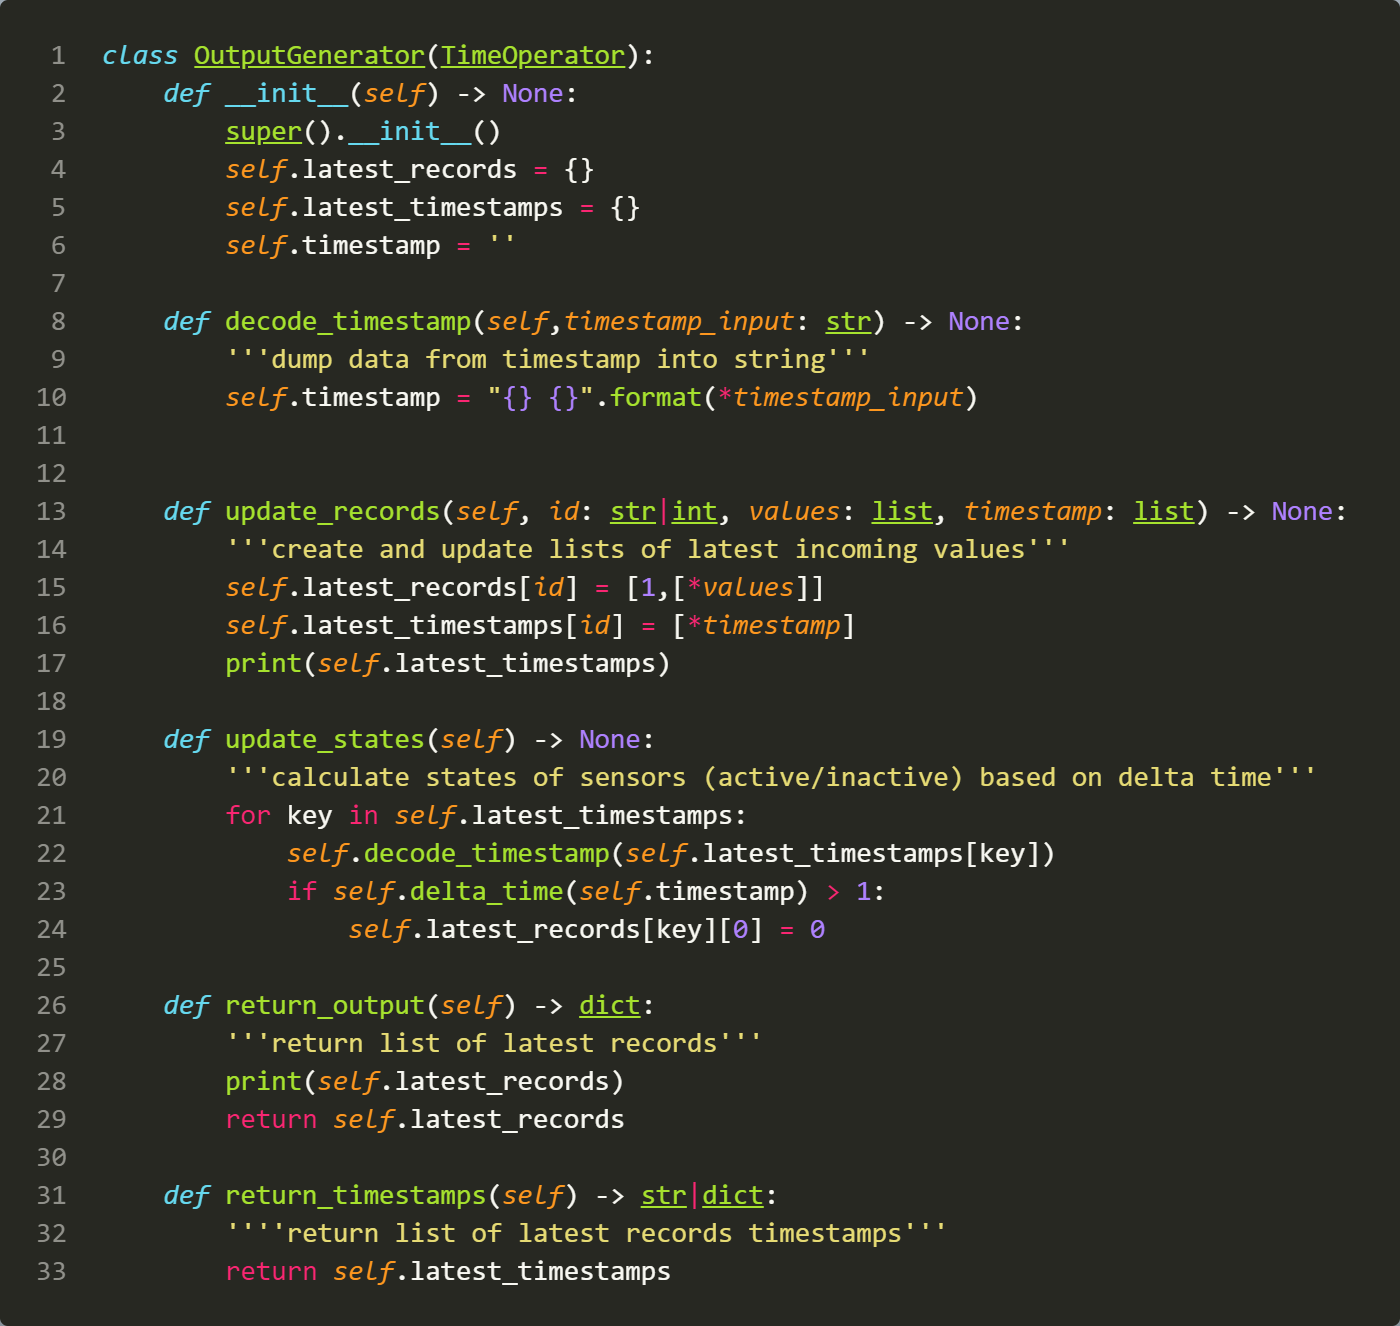 1 class OutputGenerator(TimeOperator):
2     def __init__(self) -> None:
3         super().__init__()
4         self.latest_records = {}
5         self.latest_timestamps = {}
6         self.timestamp = ''
7
8     def decode_timestamp(self,timestamp_input: str) -> None:
9         '''dump data from timestamp into string'''
10         self.timestamp = "{} {}".format(*timestamp_input)
11
12
13     def update_records(self, id: str|int, values: list, timestamp: list) -> None:
14         '''create and update lists of latest incoming values'''
15         self.latest_records[id] = [1,[*values]]
16         self.latest_timestamps[id] = [*timestamp]
17         print(self.latest_timestamps)
18
19     def update_states(self) -> None:
20         '''calculate states of sensors (active/inactive) based on delta time'''
21         for key in self.latest_timestamps:
22             self.decode_timestamp(self.latest_timestamps[key])
23             if self.delta_time(self.timestamp) > 1:
24                 self.latest_records[key][0] = 0
25
26     def return_output(self) -> dict:
27         '''return list of latest records'''
28         print(self.latest_records)
29         return self.latest_records
30
31     def return_timestamps(self) -> str|dict:
32         ''''return list of latest records timestamps'''
33         return self.latest_timestamps